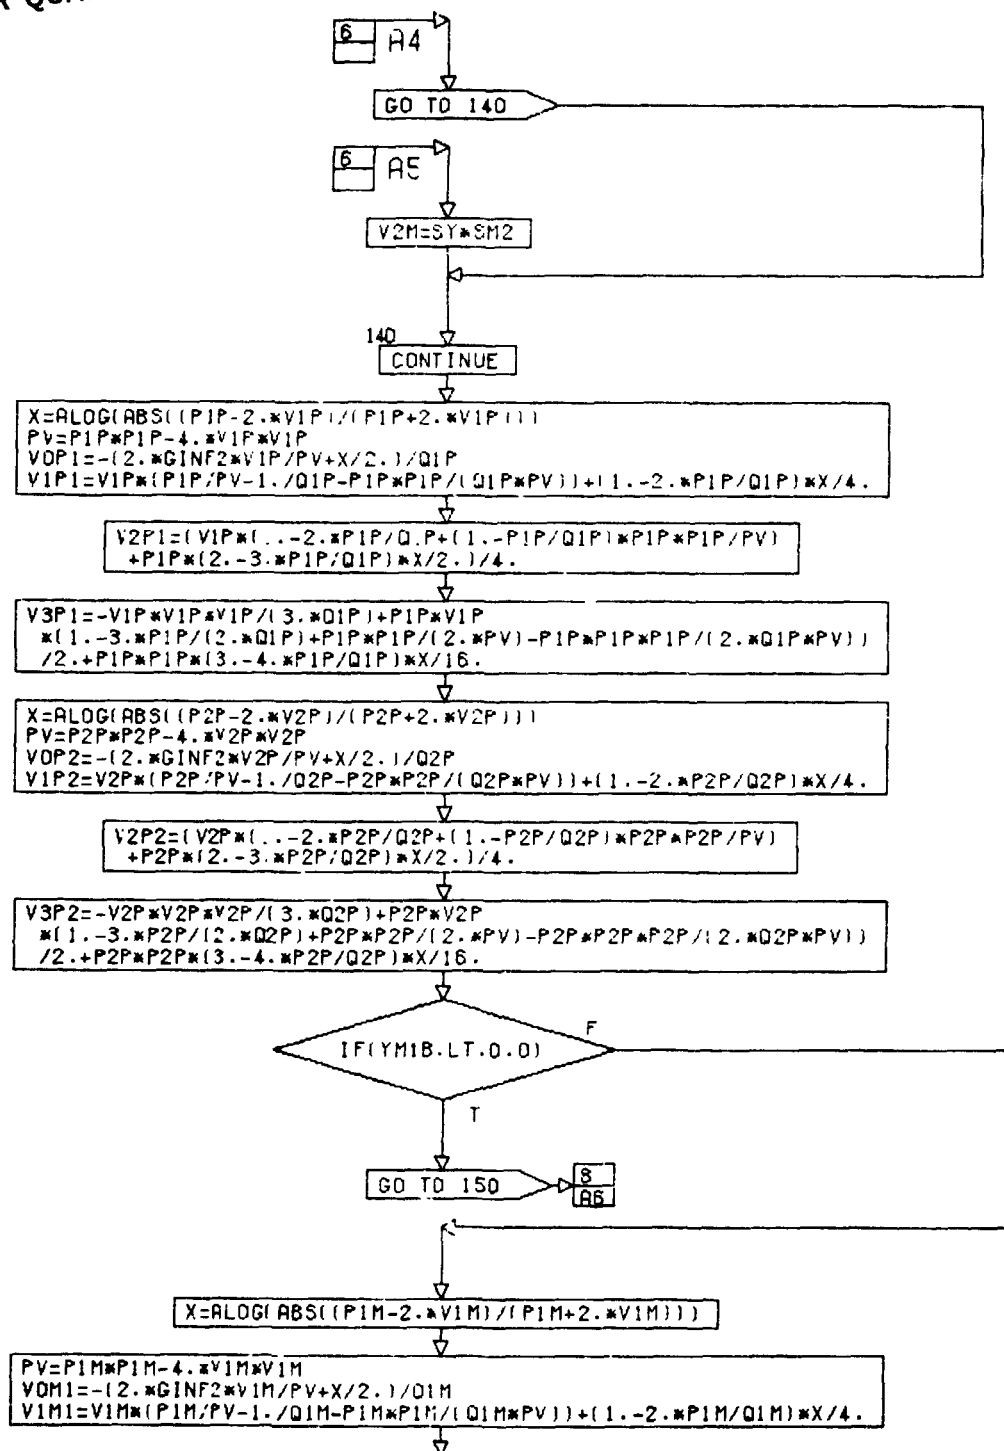 6 A4
GO TO 140
6 A5
V2M=SY*SM2
140
CONTINUE
X=ALOG(ABS((P1P-2.*V1P)/(P1P+2.*V1P)))
PV=P1P*P1P-4.*V1P*V1P
VOP1=-(2.*GINF2*V1P/PV+X/2.)/Q1P
V1P1=V1P*(P1P/PV-1./Q1P-P1P*P1P/(Q1P*PV))+(1.-2.*P1P/Q1P)*X/4.
V2P1=(V1P*(..-2.*P1P/Q.P+(1.-P1P/Q1P)*P1P*P1P/PV)
+P1P*(2.-3.*P1P/Q1P)*X/2.)/4.
V3P1=-V1P*V1P*V1P/(3.*Q1P)+P1P*V1P
*(1.-3.*P1P/(2.*Q1P)+P1P*P1P/(2.*PV)-P1P*P1P*P1P/(2.*Q1P*PV))
/2.+P1P*P1P*(3.-4.*P1P/Q1P)*X/16.
X=ALOG(ABS((P2P-2.*V2P)/(P2P+2.*V2P)))
PV=P2P*P2P-4.*V2P*V2P
VOP2=-(2.*GINF2*V2P/PV+X/2.)/Q2P
V1P2=V2P*(P2P/PV-1./Q2P-P2P*P2P/(Q2P*PV))+(1.-2.*P2P/Q2P)*X/4.
V2P2=(V2P*(..-2.*P2P/Q2P+(1.-P2P/Q2P)*P2P*P2P/PV)
+P2P*(2.-3.*P2P/Q2P)*X/2.)/4.
V3P2=-V2P*V2P*V2P/(3.*Q2P)+P2P*V2P
*(1.-3.*P2P/(2.*Q2P)+P2P*P2P/(2.*PV)-P2P*P2P*P2P/(2.*Q2P*PV))
/2.+P2P*P2P*(3.-4.*P2P/Q2P)*X/16.
F
IF(YM1B.LT.0.0)
T
GO TO 150
8
A6
X=ALOG(ABS((P1M-2.*V1M)/(P1M+2.*V1M)))
PV=P1M*P1M-4.*V1M*V1M
VOM1=-(2.*GINF2*V1M/PV+X/2.)/Q1M
V1M1=V1M*(P1M/PV-1./Q1M-P1M*P1M/(Q1M*PV))+(1.-2.*P1M/Q1M)*X/4.